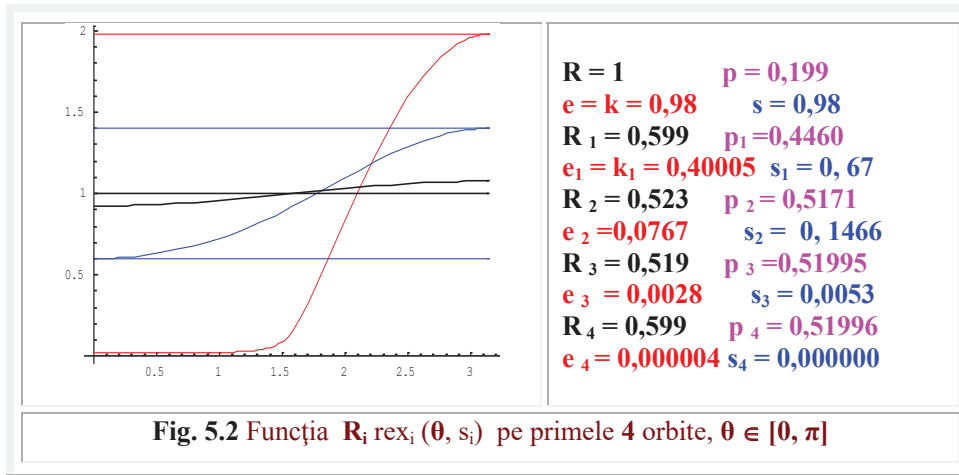 2
1.5
1
0.5
0.5 1 1.5 2 2.5 3
R = 1 p = 0,199
e = k = 0,98 s = 0,98
R 1 = 0,599 p1 =0,4460
e1 = k1 = 0,40005 s1 = 0, 67
R 2 = 0,523 p 2 = 0,5171
e 2 =0,0767 s2 = 0, 1466
R 3 = 0,519 p 3 =0,51995
e 3 = 0,0028 s3 = 0,0053
R 4 = 0,599 p 4 = 0,51996
e 4 = 0,000004 s4 = 0,000000
Fig. 5.2 Funcţia Ri rexi (θ, si) pe primele 4 orbite, θ ∈ [0, π]